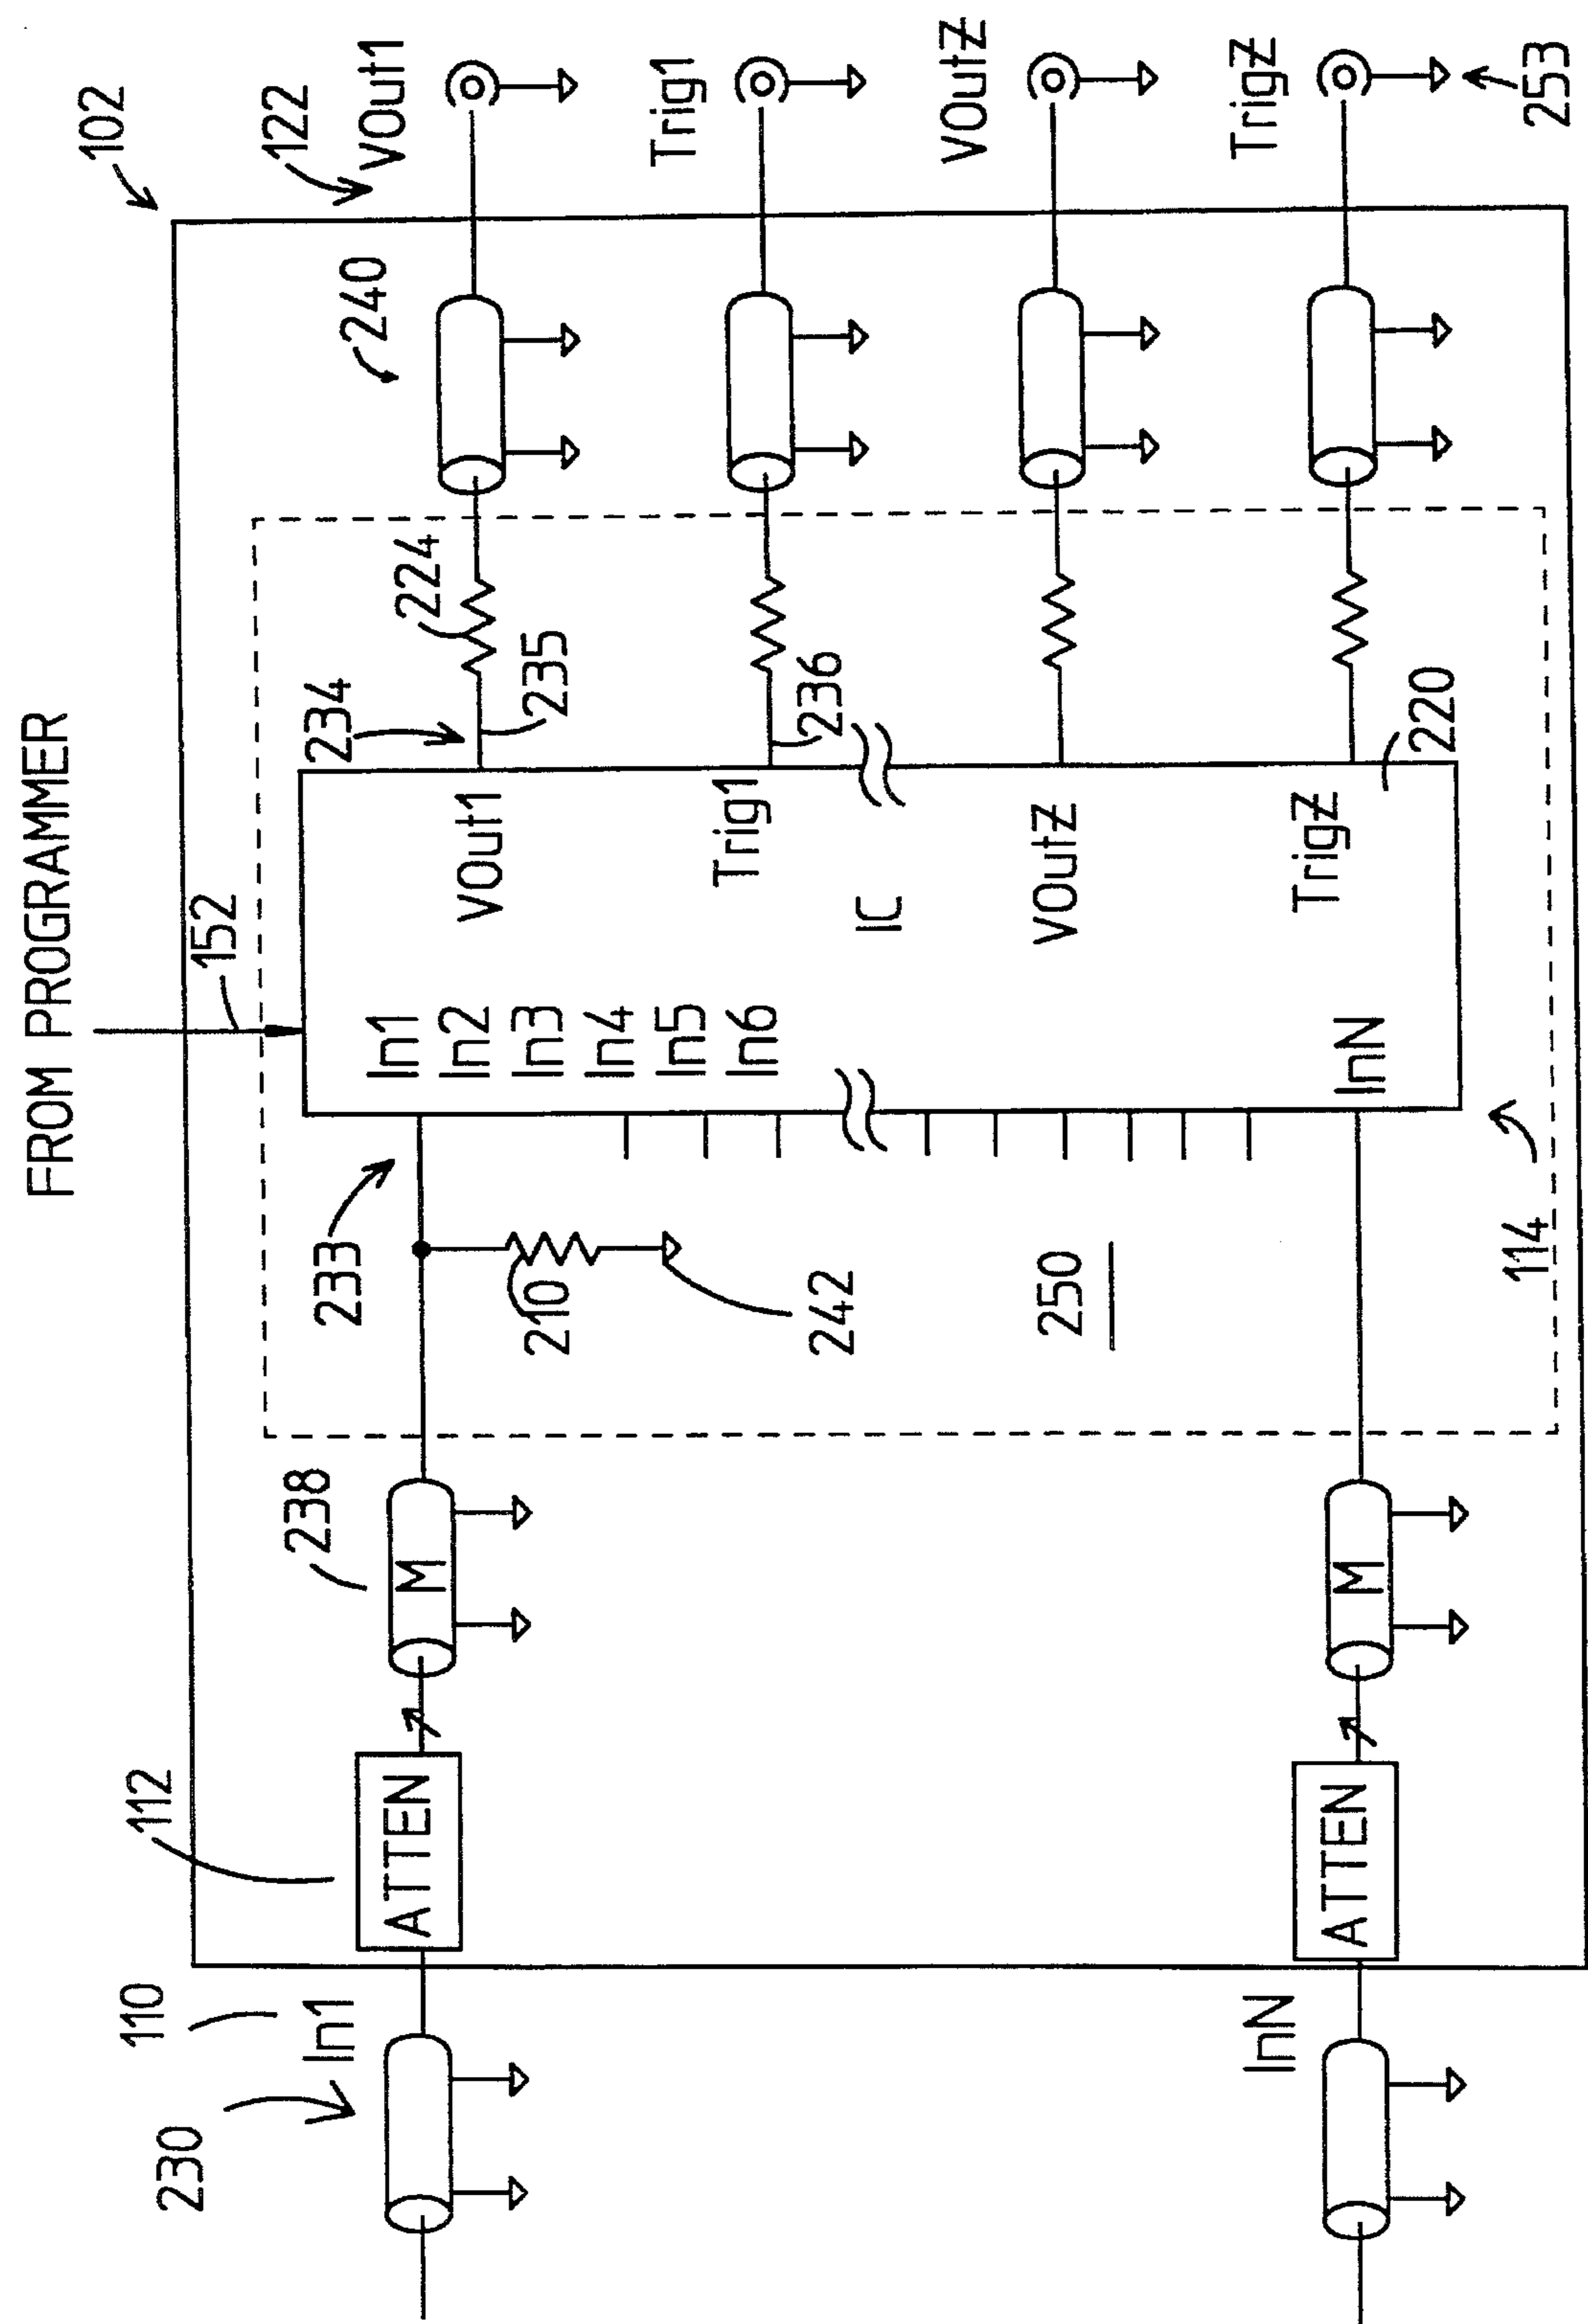 FROM PROGRAMMER
102
110
112
230
152
122
In1
238
233
234
240
VOut1
ATTEN
M
In1
224
In2
VOut1
In3
210
235
In4
In5
Trig1
In6
Trig1
242
236
IC
VOutZ
250
VOutZ
InN
TrigZ
TrigZ
ATTEN
M
InN
220
114
253